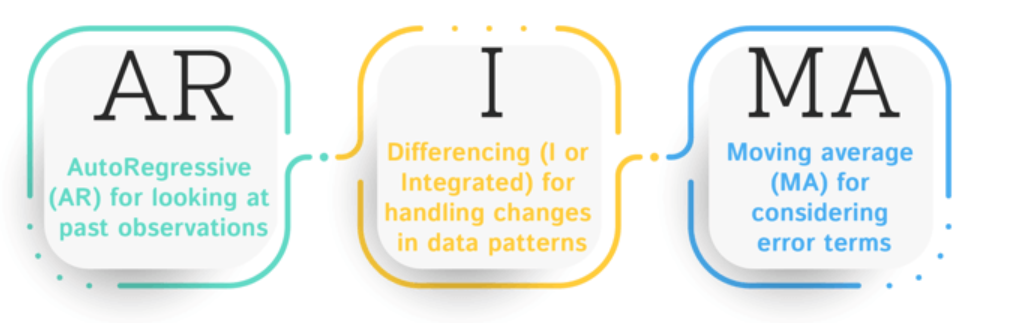 AR
AutoRegressive
(AR) for looking at
past observations
I
Differencing (I or
Integrated) for
handling changes
in data patterns
MA
Moving average
(MA) for
considering
error terms